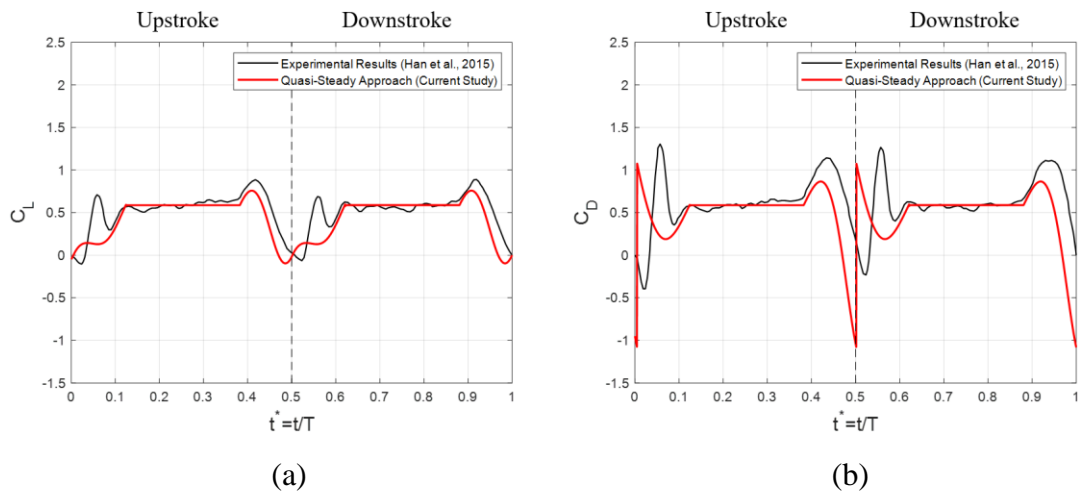 Upstroke Downstroke
2.5
2
1.5
1
0.5
0
-0.5
-1
-1.5
C_L
Experimental Results (Han et al., 2015)
Quasi-Steady Approach (Current Study)
0 0.1 0.2 0.3 0.4 0.5 0.6 0.7 0.8 0.9 1
t*=t/T
(a)
Upstroke Downstroke
2.5
2
1.5
1
0.5
0
-0.5
-1
-1.5
C_D
Experimental Results (Han et al., 2015)
Quasi-Steady Approach (Current Study)
0 0.1 0.2 0.3 0.4 0.5 0.6 0.7 0.8 0.9 1
t*=t/T
(b)